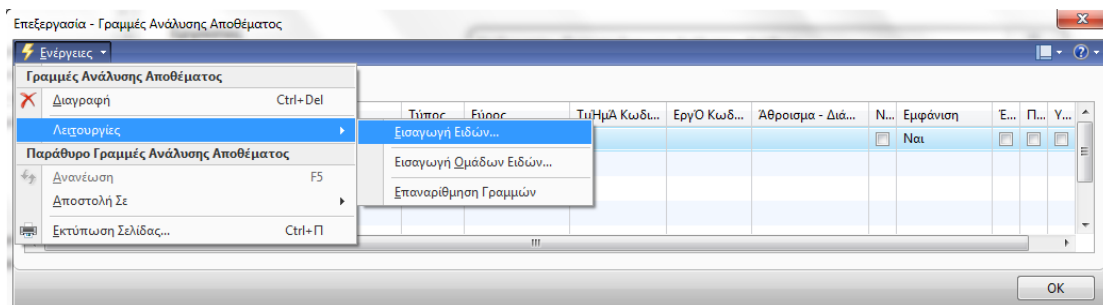 Επεξεργασία - Γραμμές Ανάλυσης Αποθέματος
Ενέργειες
Γραμμές Ανάλυσης Αποθέματος
Διαγραφή Ctrl+Del
Τύπος Εύρος ΤμΉμΆ Κωδι... ΕργΌ Κωδ... Άθροισμα - Διά... Ν... Εμφάνιση Έ... Π... Υ...
Λειτουργίες Εισαγωγή Ειδών... Ναι
Παράθυρο Γραμμές Ανάλυσης Αποθέματος
Εισαγωγή Ομάδων Ειδών...
Ανανέωση F5
Επαναρίθμηση Γραμμών
Αποστολή Σε
Εκτύπωση Σελίδας... Ctrl+Π
OK